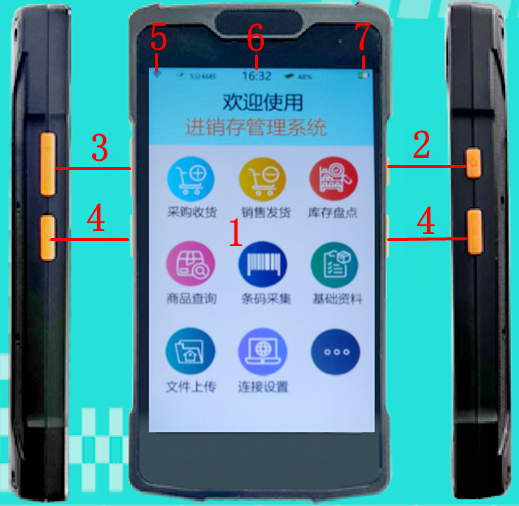 5
6
7
16:32
48%
欢迎使用
进销存管理系统
3
2
采购收货
销售发货
库存盘点
4
1
4
商品查询
条码采集
基础资料
文件上传
连接设置